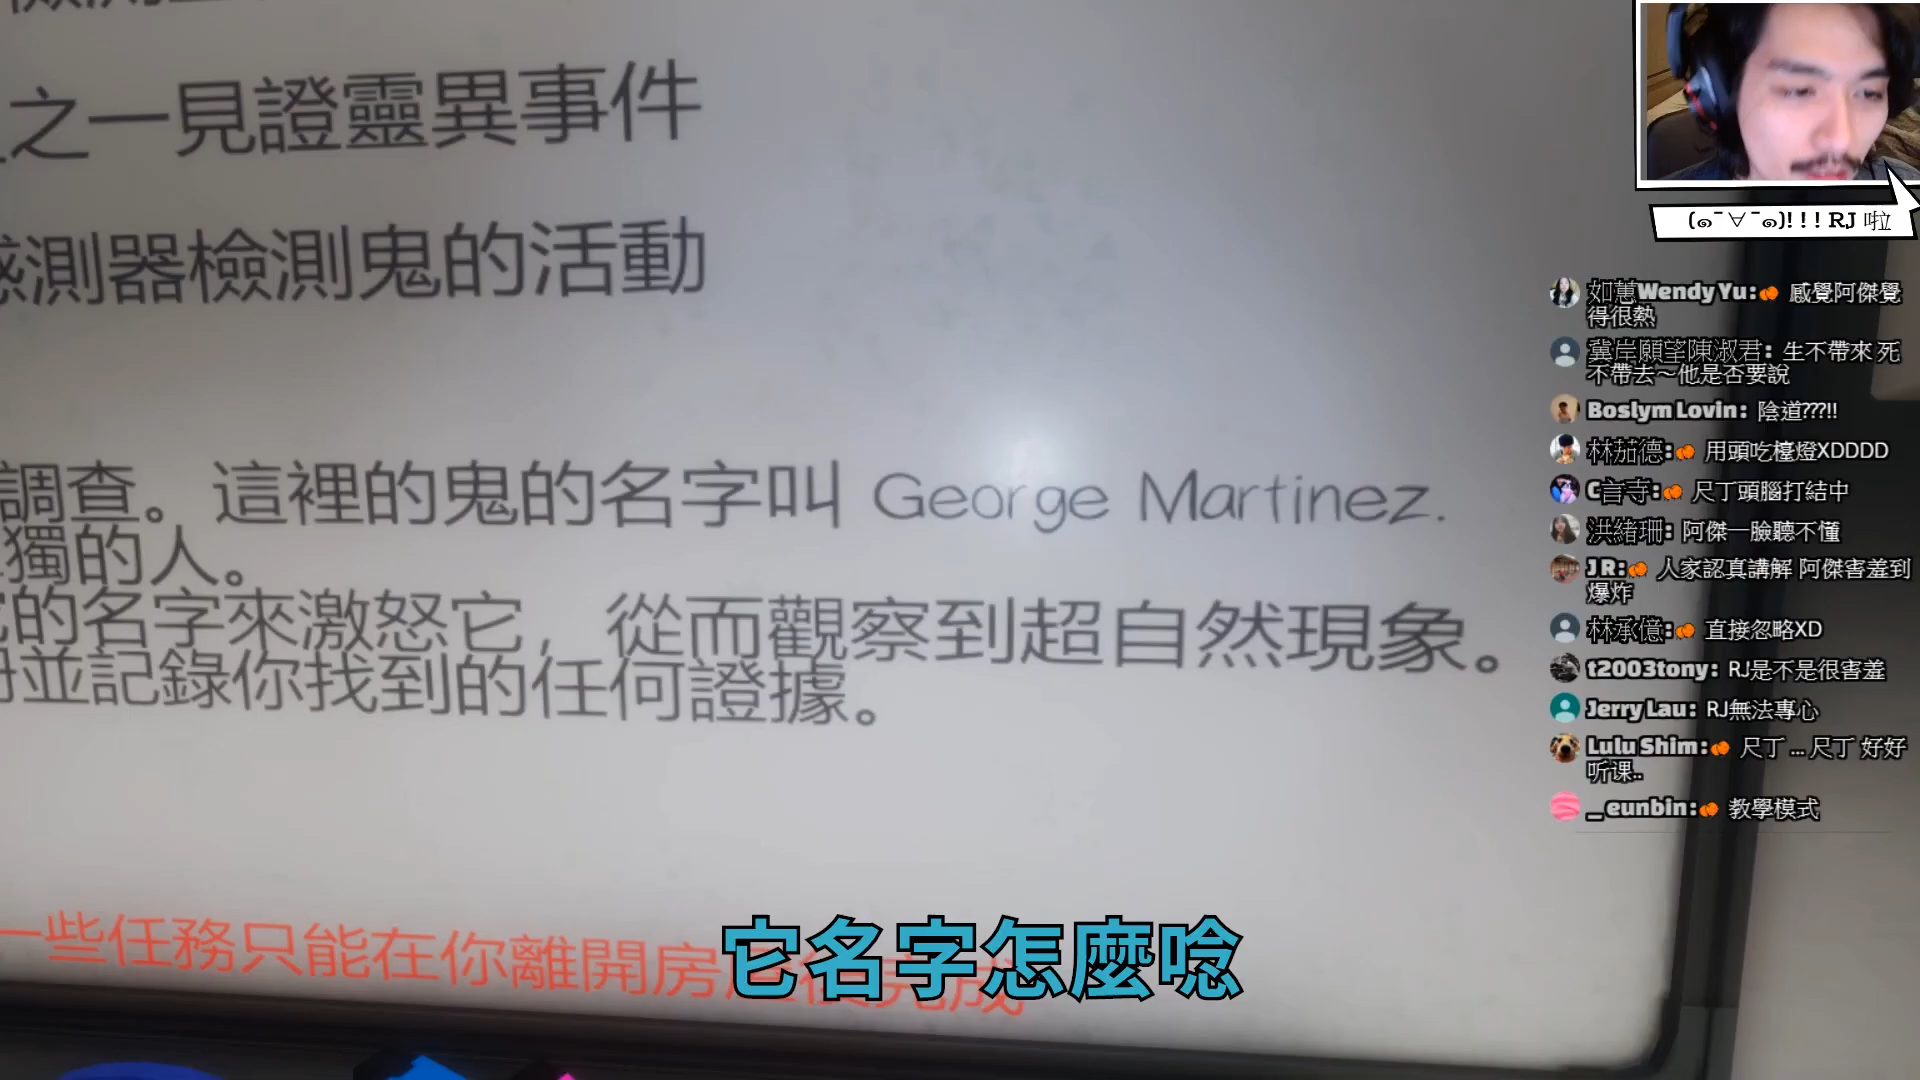 之一見證靈異事件
感測器檢測鬼的活動
調查。這裡的鬼的名字叫 George Martinez.
獨的人。
的名字來激怒它，從而觀察到超自然現象。
並記錄你找到的任何證據。
一些任務只能在你離開房
它名字怎麼唸
(๑¯∀¯๑)!!! RJ 啦
如蕙Wendy Yu: 感覺阿傑覺
得很熱
冀岸願望陳淑君: 生不帶來 死
不帶去～他是否要說
Boslym Lovin: 陰道???!!
林茄德: 用頭吃檯燈XDDDD
C言寺: 尺丁頭腦打結中
洪緒珊: 阿傑一臉聽不懂
J R: 人家認真講解 阿傑害羞到
爆炸
林承億: 直接忽略XD
t2003tony: RJ是不是很害羞
Jerry Lau: RJ無法專心
Lulu Shim: 尺丁 ... 尺丁 好好
听课..
_ eunbin: 教學模式